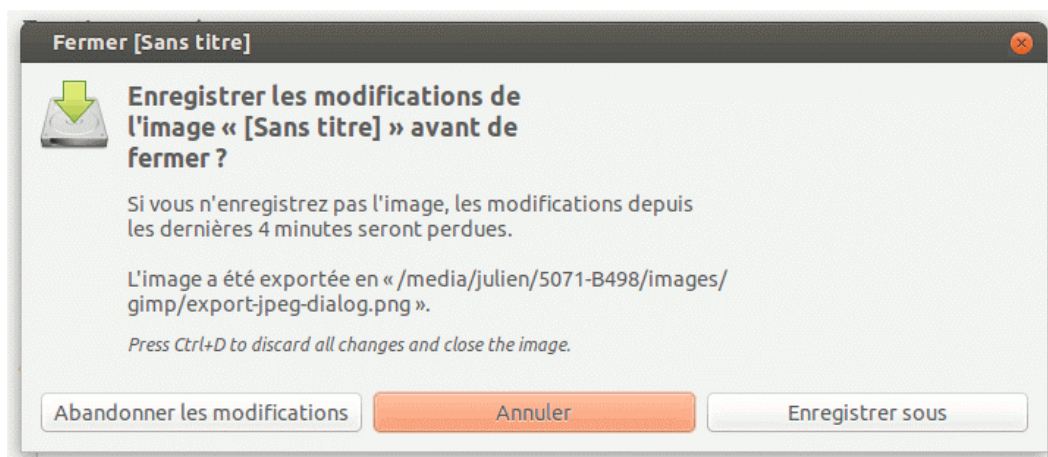 Fermer [Sans titre]
Enregistrer les modifications de
l'image « [Sans titre] » avant de
fermer ?
Si vous n'enregistrez pas l'image, les modifications depuis
les dernières 4 minutes seront perdues.
L'image a été exportée en « /media/julien/5071-B498/images/
gimp/export-jpeg-dialog.png ».
Press Ctrl+D to discard all changes and close the image.
Abandonner les modifications
Annuler
Enregistrer sous